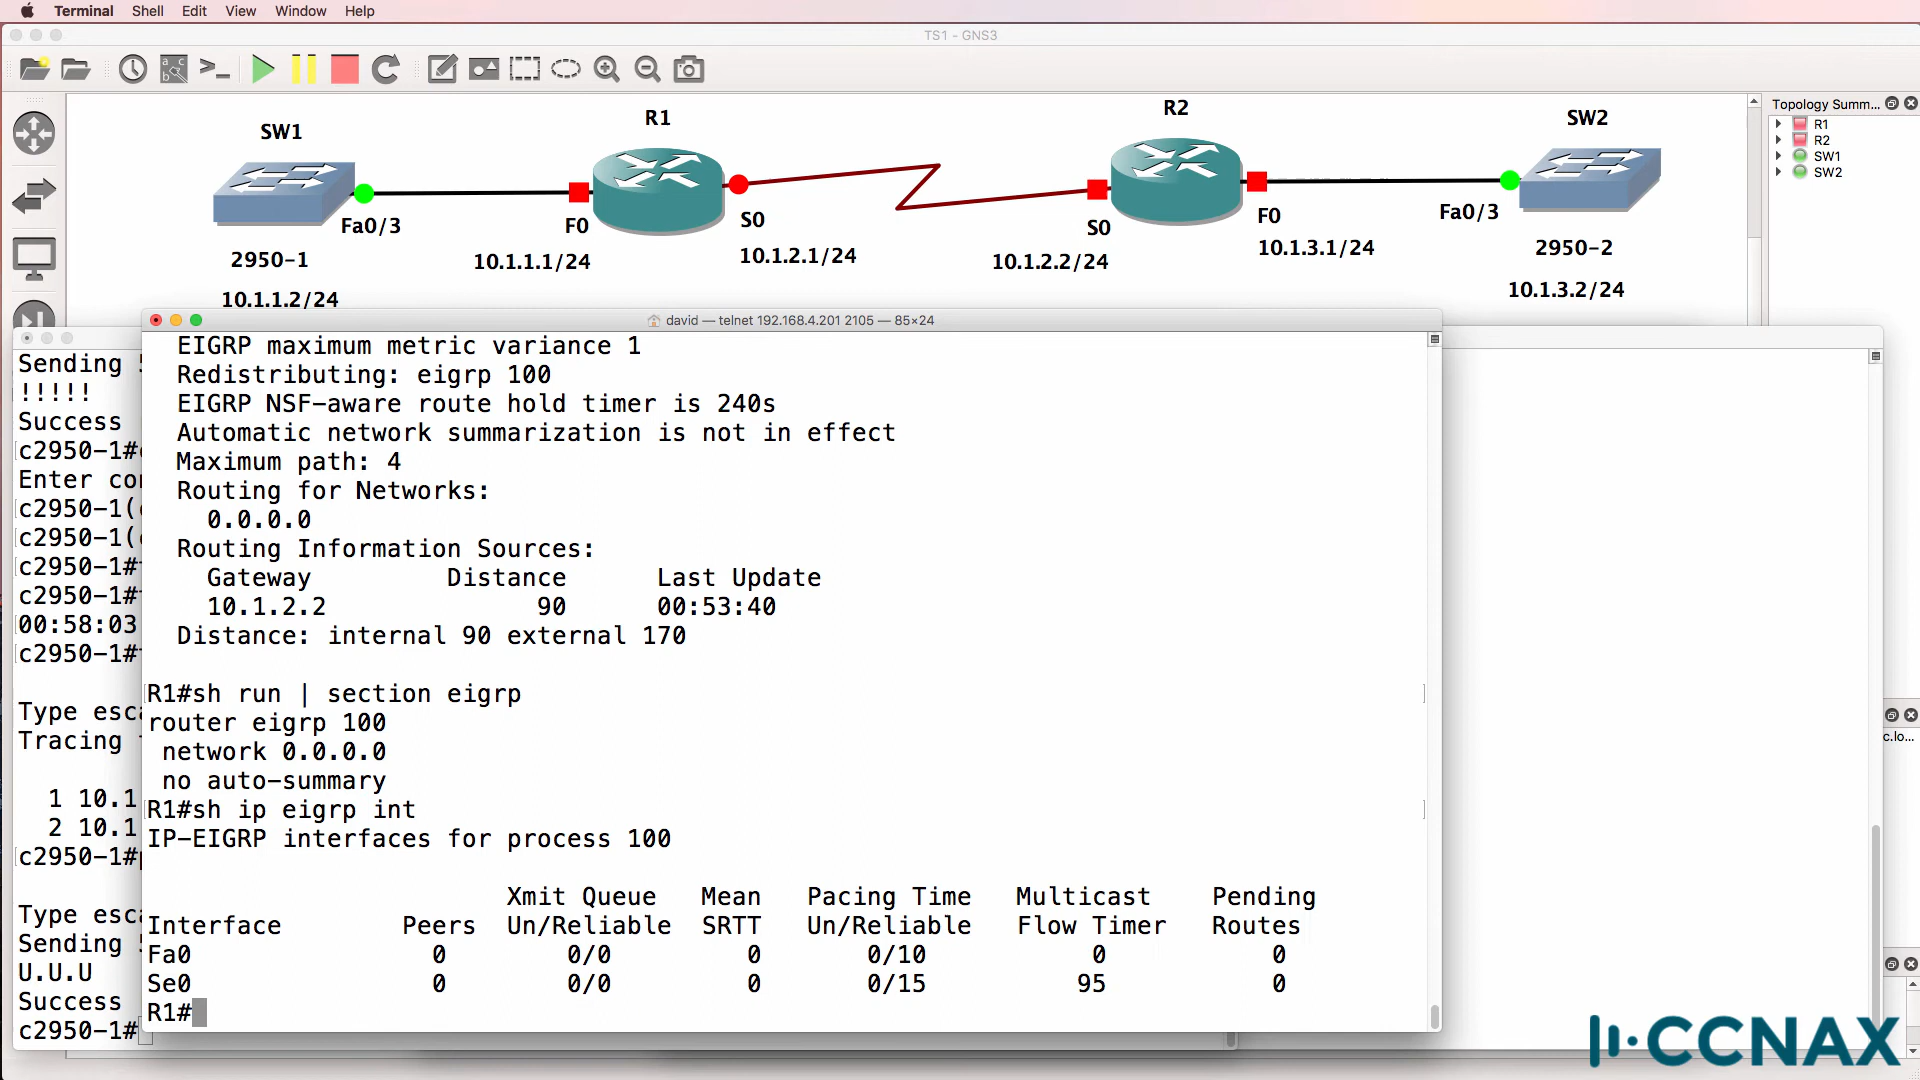 Terminal Shell Edit View Window Help
TS1 - GNS3
Topology Summ...
R1
R2
SW1
SW2
SW1
R1
R2
SW2
Fa0/3
F0
S0
S0
F0
Fa0/3
2950-1
10.1.1.1/24
10.1.2.1/24
10.1.2.2/24
10.1.3.1/24
2950-2
10.1.1.2/24
10.1.3.2/24
david — telnet 192.168.4.201 2105 — 85×24
EIGRP maximum metric variance 1
Redistributing: eigrp 100
EIGRP NSF-aware route hold timer is 240s
Automatic network summarization is not in effect
Maximum path: 4
Routing for Networks:
0.0.0.0
Routing Information Sources:
Gateway Distance Last Update
10.1.2.2 90 00:53:40
Distance: internal 90 external 170
R1#sh run | section eigrp
router eigrp 100
network 0.0.0.0
no auto-summary
R1#sh ip eigrp int
IP-EIGRP interfaces for process 100
Xmit Queue Mean Pacing Time Multicast Pending
Interface Peers Un/Reliable SRTT Un/Reliable Flow Timer Routes
Fa0 0 0/0 0 0/10 0 0
Se0 0 0/0 0 0/15 95 0
R1#
Sending
!!!!!
Success
c2950-1#
Enter
c2950-1(
c2950-1(
c2950-1#
c2950-1#
00:58:03
c2950-1#
Type
Tracing
1 10.1
2 10.1
c2950-1#
Type
Sending
U.U.U
Success
c2950-1#
c.lo...
CCNAX